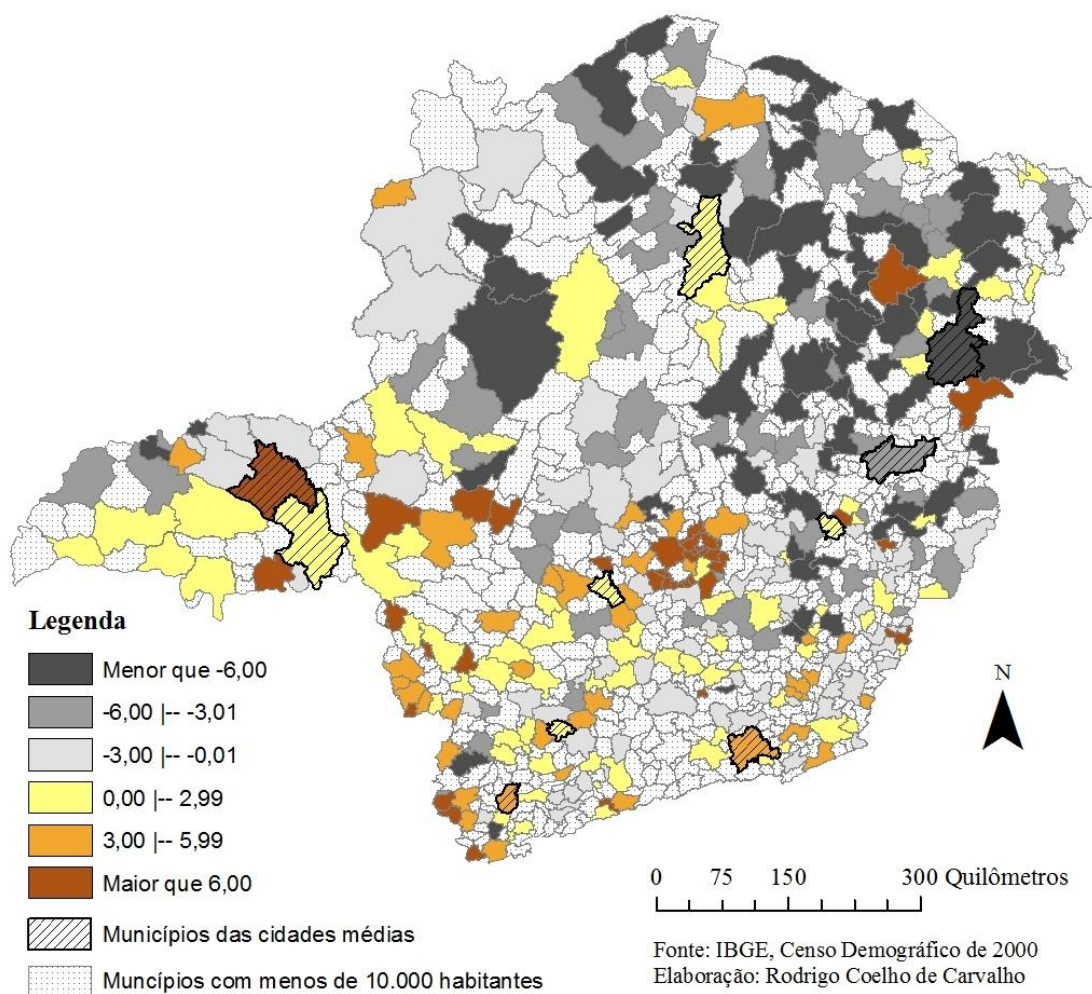 Legenda
Menor que -6,00
-6,00 |-- -3,01
-3,00 |-- -0,01
0,00 |-- 2,99
3,00 |-- 5,99
Maior que 6,00
Municípios das cidades médias
Muncípios com menos de 10.000 habitantes
N
0 75 150 300 Quilômetros
Fonte: IBGE, Censo Demográfico de 2000
Elaboração: Rodrigo Coelho de Carvalho